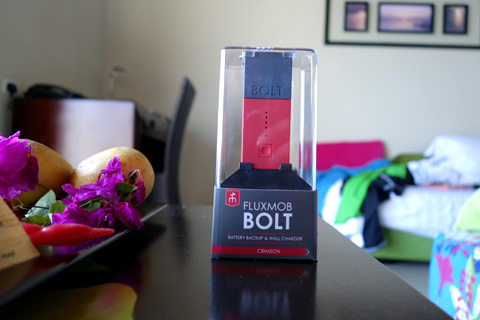 BOLT
FLUXMOB
BOLT
BATTERY BACKUP & WALL CHARGER
CRIMSON